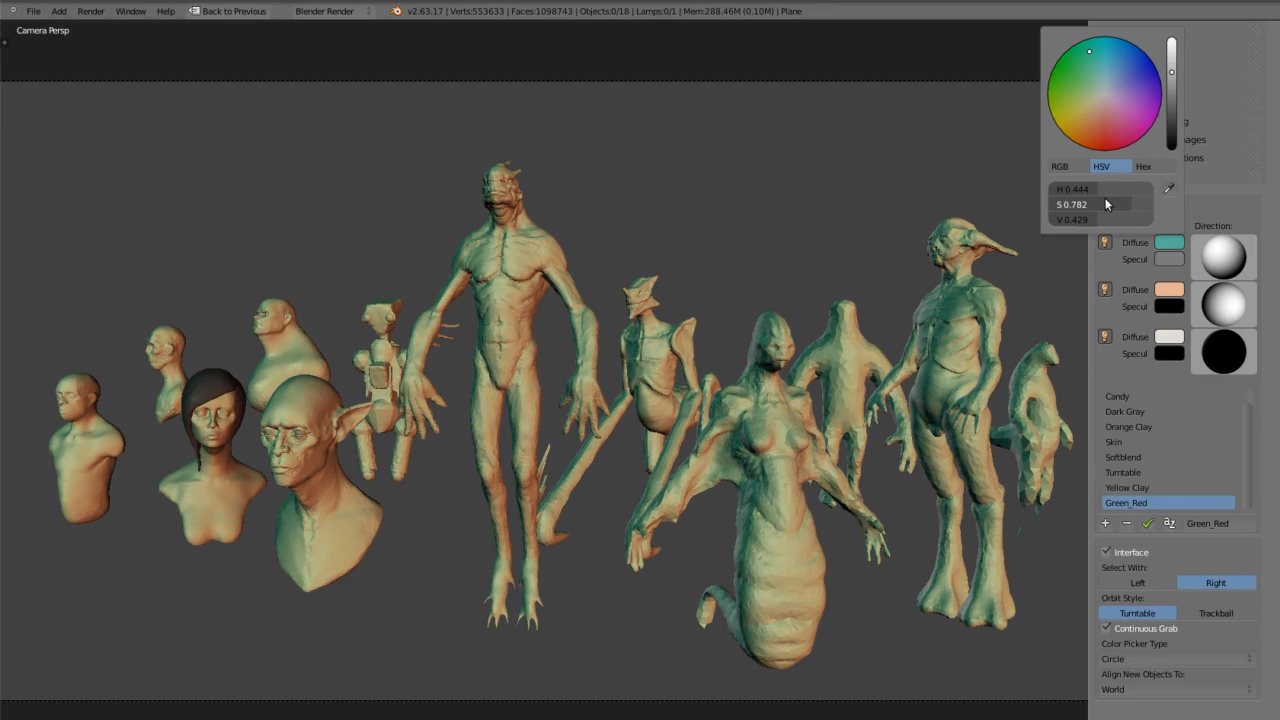 File Add Render Window Help Back to Previous Blender Render v2.63.17 | Verts:553633 | Faces:1098743 | Objects:0/18 | Lamps:0/1 | Mem:288.46M (0.10M) | Plane
Camera Persp
g
ages
RGB HSV Hex
tions
H 0.444
S 0.782
V 0.429
Direction:
Diffuse
Specul
Diffuse
Specul
Diffuse
Specul
Candy
Dark Gray
Orange Clay
Skin
Softblend
Turntable
Yellow Clay
Green_Red
Green_Red
Interface
Select With:
Left Right
Orbit Style:
Turntable Trackball
Continuous Grab
Color Picker Type
Circle
Align New Objects To:
World